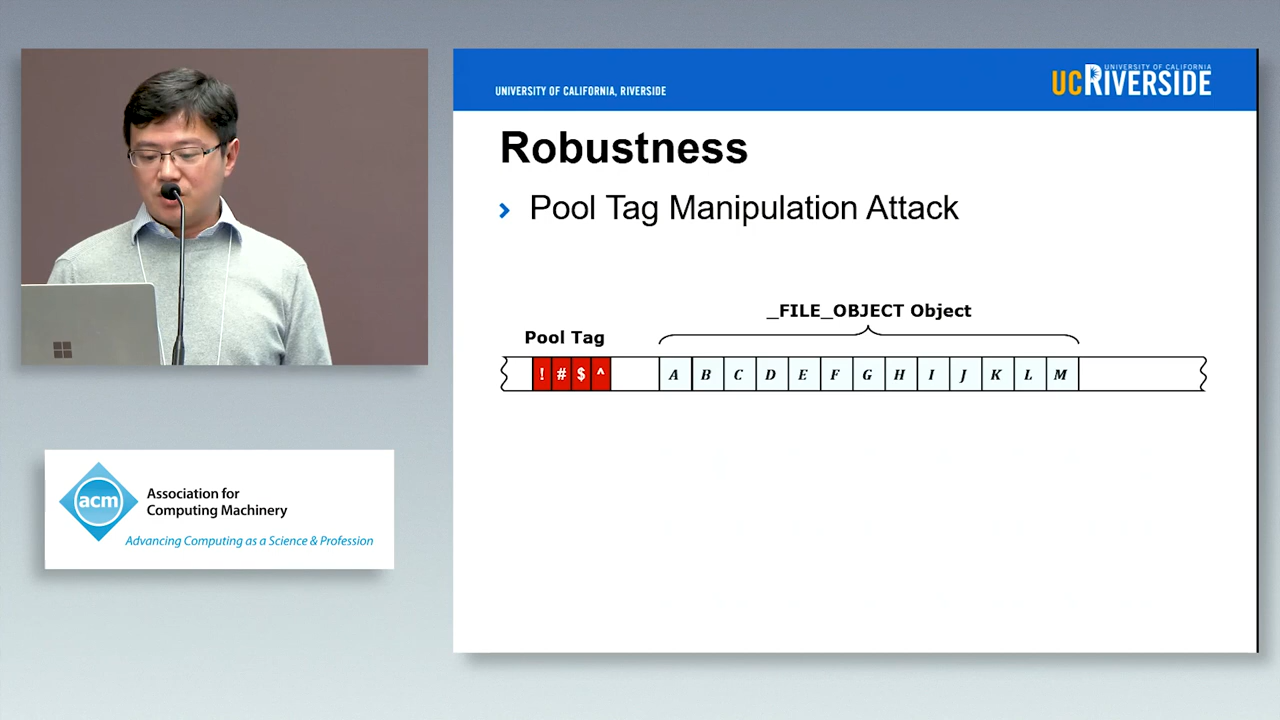 UNIVERSITY OF CALIFORNIA, RIVERSIDE
UNIVERSITY OF CALIFORNIA
UCRIVERSIDE
Robustness
Pool Tag Manipulation Attack
_FILE_OBJECT Object
Pool Tag
! # $ ^ A B C D E F G H I J K L M
acm
Association for
Computing Machinery
Advancing Computing as a Science & Profession